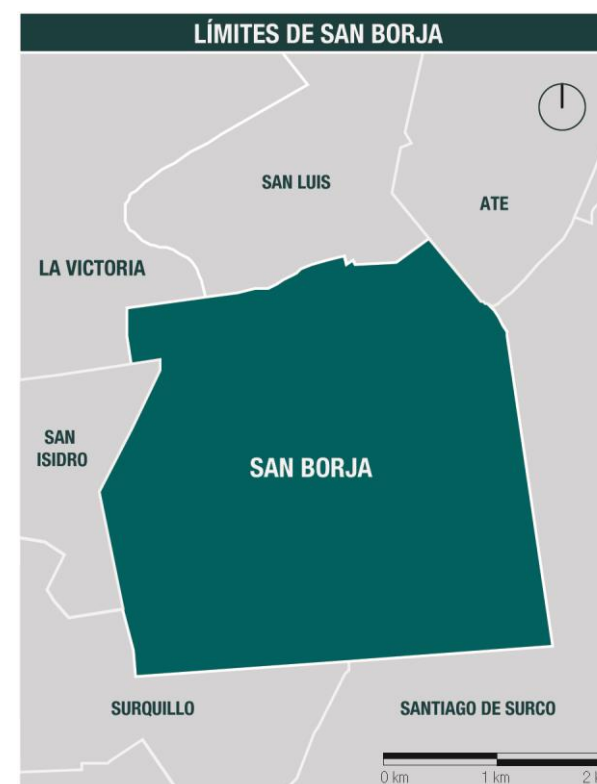 LÍMITES DE SAN BORJA
SAN LUIS
ATE
LA VICTORIA
SAN
ISIDRO
SAN BORJA
SURQUILLO
SANTIAGO DE SURCO
0 km 1 km 2